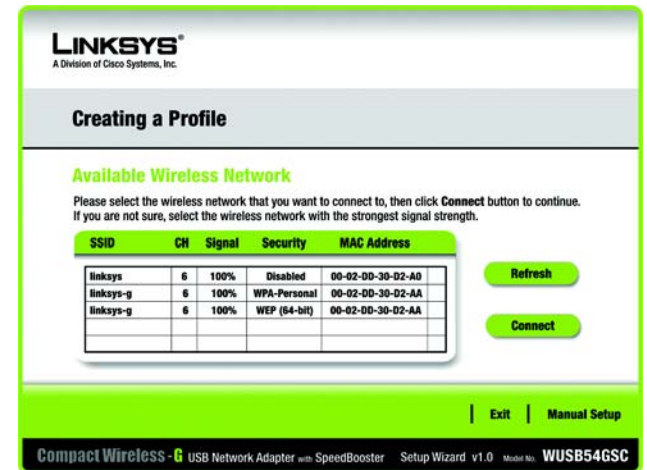 LINKSYS®
A Division of Cisco Systems, Inc.
Creating a Profile
Available Wireless Network
Please select the wireless network that you want to connect to, then click Connect button to continue.
If you are not sure, select the wireless network with the strongest signal strength.
SSID CH Signal Security MAC Address
linksys 6 100% Disabled 00-02-DD-30-D2-A0
linksys-g 6 100% WPA-Personal 00-02-DD-30-D2-AA
linksys-g 6 100% WEP (64-bit) 00-02-DD-30-D2-AA
Refresh
Connect
Exit Manual Setup
Compact Wireless-G USB Network Adapter with SpeedBooster Setup Wizard v1.0 Model No. WUSB54GSC